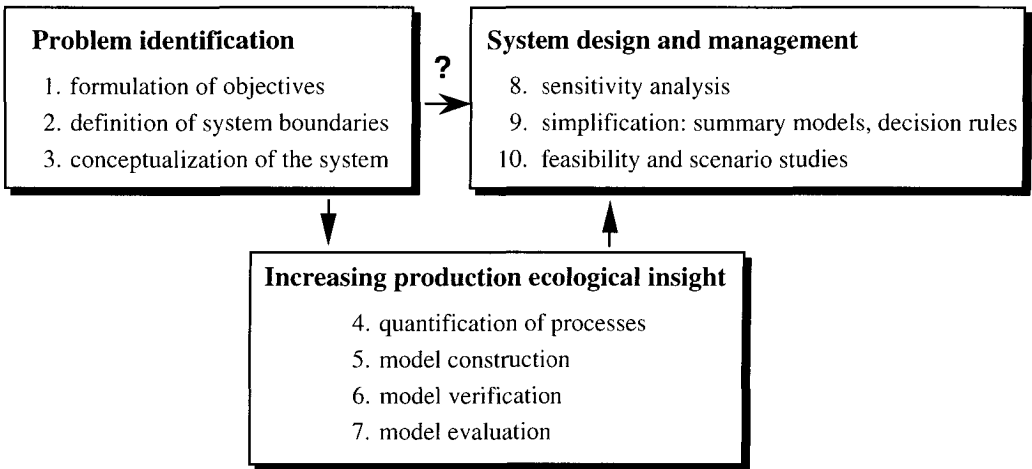 Problem identification
1. formulation of objectives
2. definition of system boundaries
3. conceptualization of the system
?
System design and management
8. sensitivity analysis
9. simplification: summary models, decision rules
10. feasibility and scenario studies
Increasing production ecological insight
4. quantification of processes
5. model construction
6. model verification
7. model evaluation